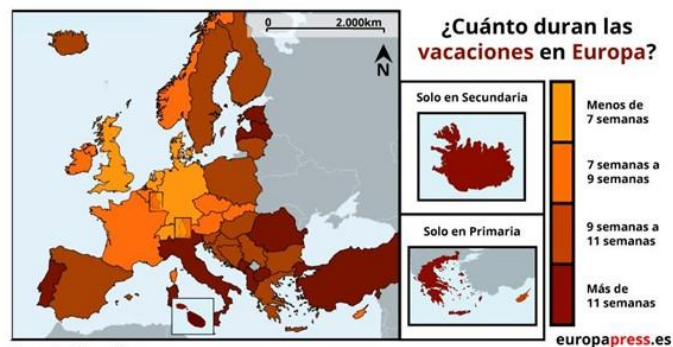 0 2.000km
N
¿Cuánto duran las
vacaciones en Europa?
Solo en Secundaria
Solo en Primaria
Menos de
7 semanas
7 semanas a
9 semanas
9 semanas a
11 semanas
Más de
11 semanas
europapress.es